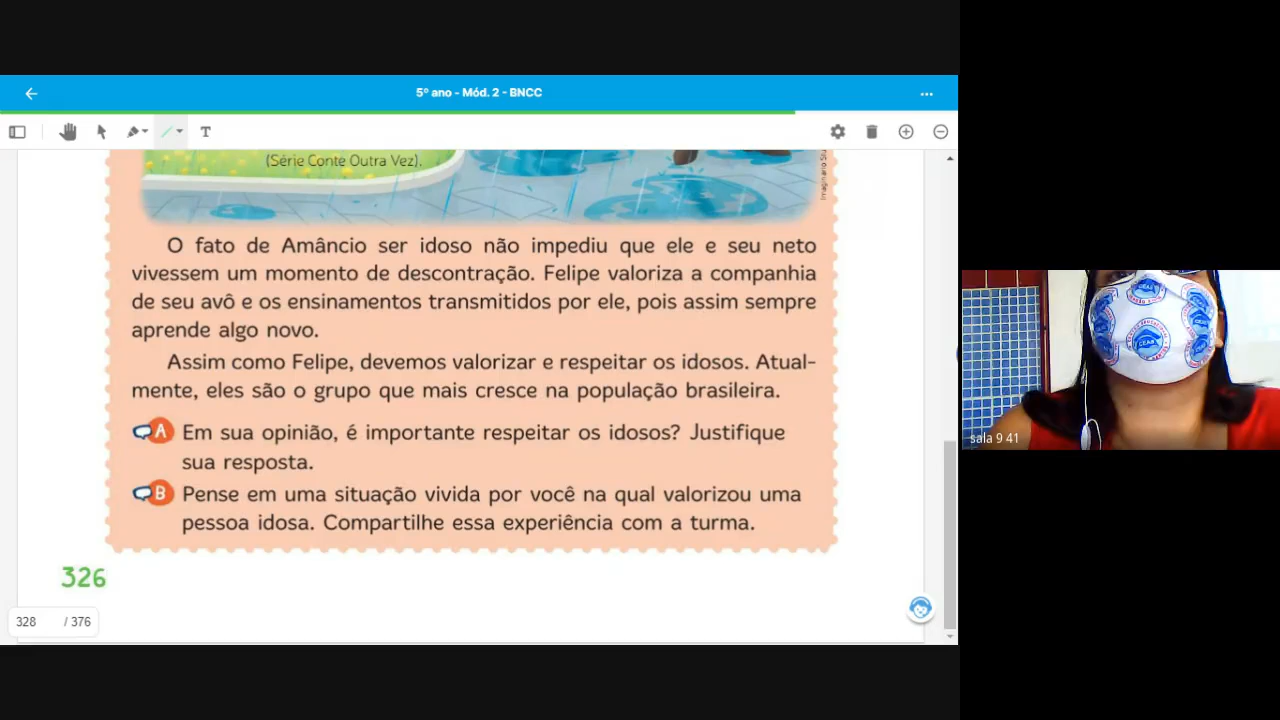 5º ano - Mód. 2 - BNCC
T
(Série Conte Outra Vez).
O fato de Amâncio ser idoso não impediu que ele e seu neto
vivessem um momento de descontração. Felipe valoriza a companhia
de seu avô e os ensinamentos transmitidos por ele, pois assim sempre
aprende algo novo.
Assim como Felipe, devemos valorizar e respeitar os idosos. Atual-
mente, eles são o grupo que mais cresce na população brasileira.
A Em sua opinião, é importante respeitar os idosos? Justifique
sua resposta.
B Pense em uma situação vivida por você na qual valorizou uma
pessoa idosa. Compartilhe essa experiência com a turma.
326
328 / 376
CEAS
CEAS
sala 9 41